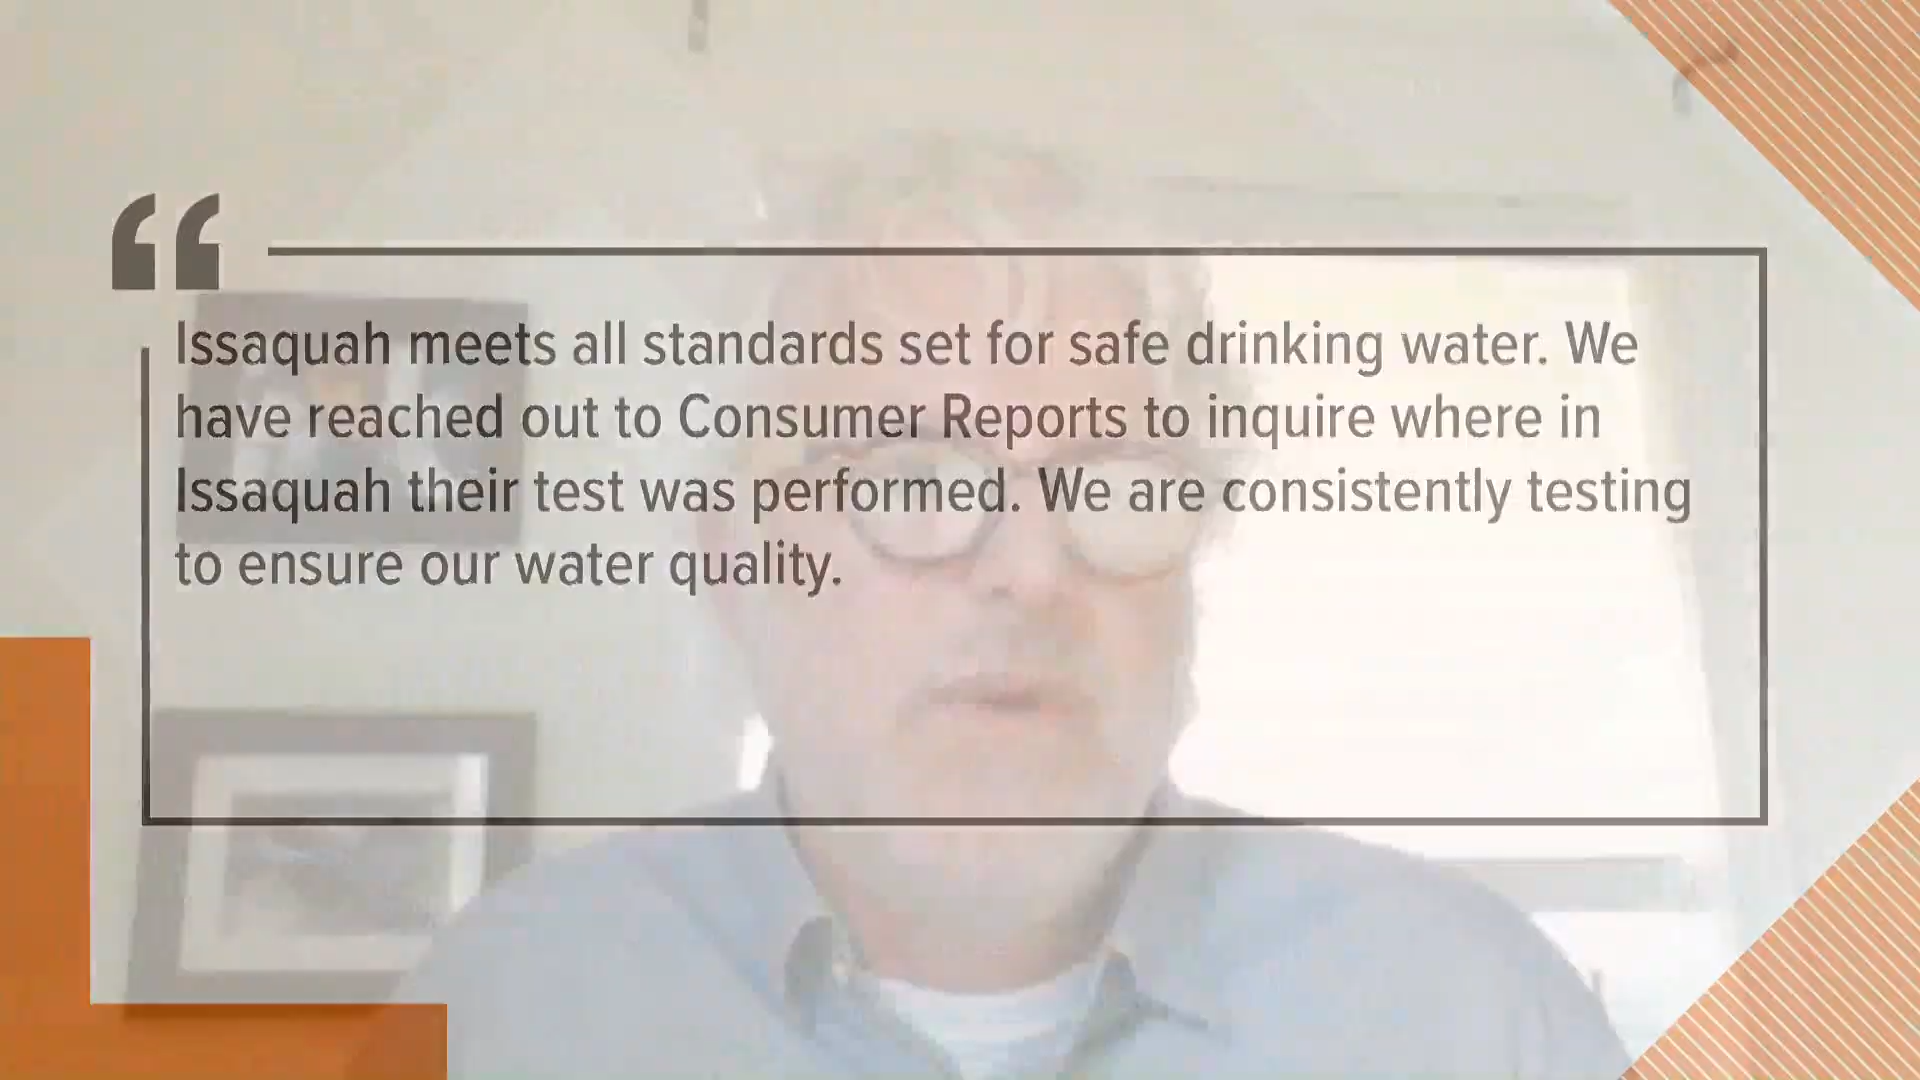 “
Issaquah meets all standards set for safe drinking water. We
have reached out to Consumer Reports to inquire where in
Issaquah their test was performed. We are consistently testing
to ensure our water quality.